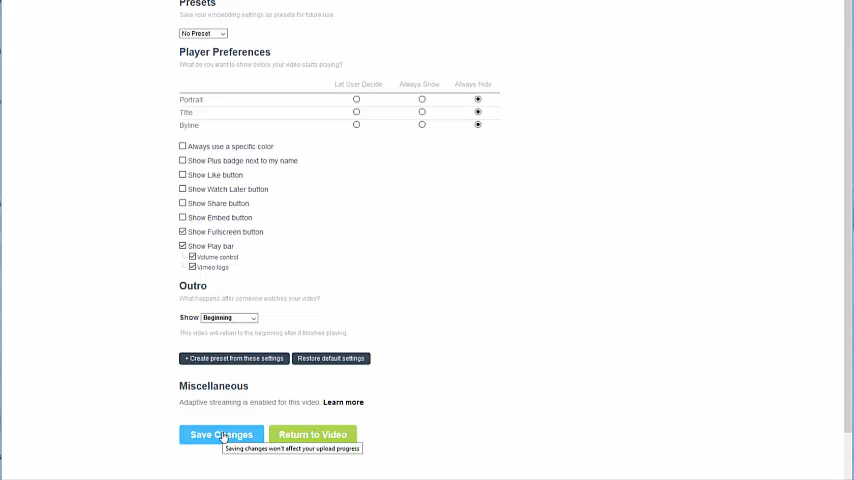 Presets
Save your embedding settings as presets for future use.
No Preset
Player Preferences
What do you want to show before your video starts playing?
Let User Decide Always Show Always Hide
Portrait
Title
Byline
Always use a specific color
Show Plus badge next to my name
Show Like button
Show Watch Later button
Show Share button
Show Embed button
Show Fullscreen button
Show Play bar
Volume control
Vimeo logo
Outro
What happens after someone watches your video?
Show Beginning
This video will return to the beginning after it finishes playing.
+ Create preset from these settings Restore default settings
Miscellaneous
Adaptive streaming is enabled for this video. Learn more
Save Changes Return to Video
Saving changes won't affect your upload progress